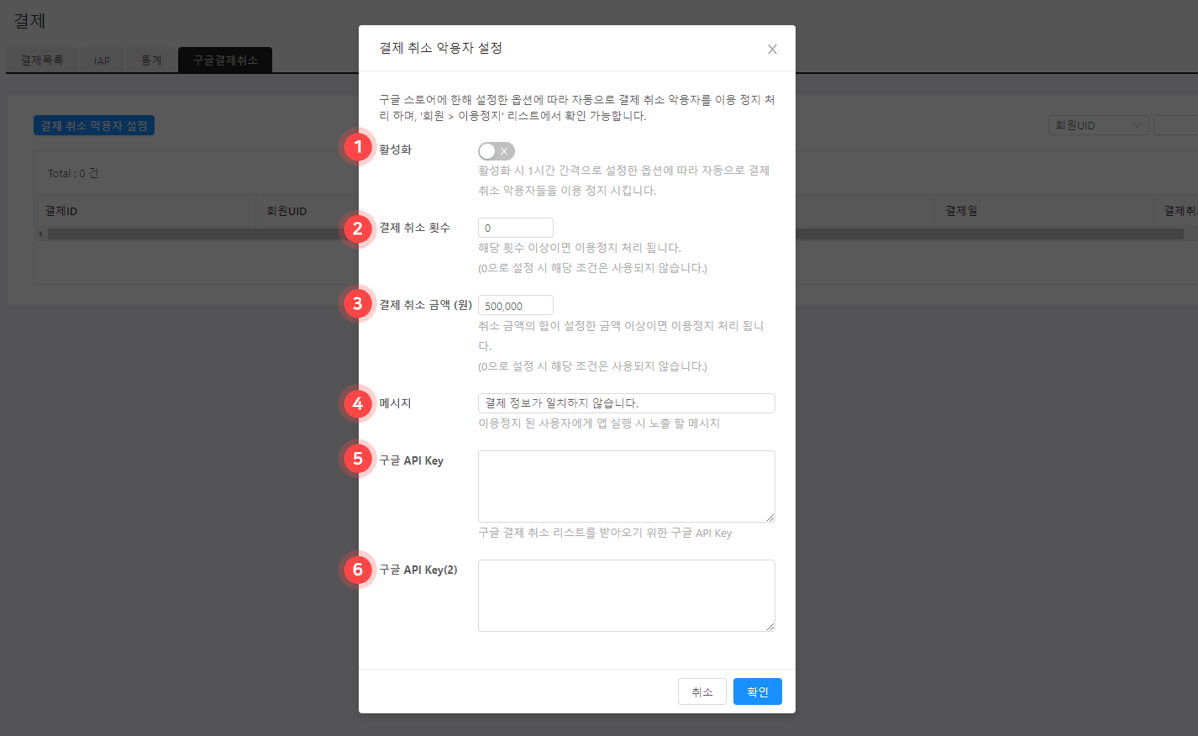 결제
결제목록
IAP
통계
구글결제취소
결제 취소 악용자 설정
회원UID
Total : 0 건
결제ID
회원UID
결제일
결제취
결제 취소 악용자 설정
구글 스토어에 한해 설정한 옵션에 따라 자동으로 결제 취소 악용자를 이용 정지 처
리 하며, '회원 > 이용정지' 리스트에서 확인 가능합니다.
1 활성화
활성화 시 1시간 간격으로 설정한 옵션에 따라 자동으로 결제
취소 악용자들을 이용 정지 시킵니다.
2 결제 취소 횟수 0
해당 횟수 이상이면 이용정지 처리 됩니다.
(0으로 설정 시 해당 조건은 사용되지 않습니다.)
3 결제 취소 금액 (원) 500,000
취소 금액의 합이 설정한 금액 이상이면 이용정지 처리 됩니
다.
(0으로 설정 시 해당 조건은 사용되지 않습니다.)
4 메시지 결제 정보가 일치하지 않습니다.
이용정지 된 사용자에게 앱 실행 시 노출 할 메시지
5 구글 API Key
구글 결제 취소 리스트를 받아오기 위한 구글 API Key
6 구글 API Key(2)
취소
확인